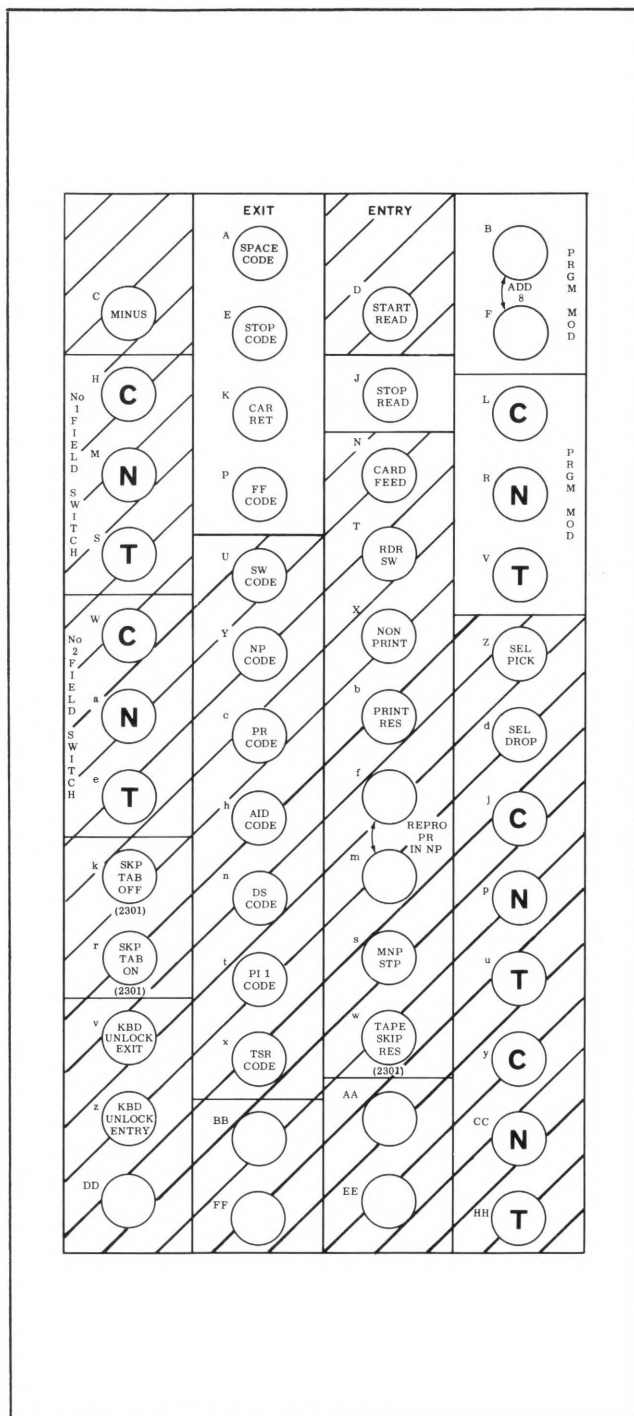 EXIT
ENTRY
A
SPACE
CODE
B
C
MINUS
D
START
READ
ADD
8
PRGM MOD
E
STOP
CODE
F
No 1 FIELD SWITCH
H
C
J
STOP
READ
K
CAR
RET
L
C
M
N
N
CARD
FEED
P
FF
CODE
R
N
PRGM MOD
S
T
T
RDR
SW
U
SW
CODE
V
T
No 2 FIELD SWITCH
W
C
X
NON
PRINT
Y
NP
CODE
Z
SEL
PICK
a
N
b
PRINT
RES
c
PR
CODE
d
SEL
DROP
e
T
f
h
AID
CODE
j
C
REPRO
PR
IN NP
k
SKP
TAB
OFF
(2301)
m
n
DS
CODE
p
N
r
SKP
TAB
ON
(2301)
s
MNP
STP
t
PI 1
CODE
u
T
v
KBD
UNLOCK
EXIT
w
TAPE
SKIP
RES
(2301)
x
TSR
CODE
y
C
z
KBD
UNLOCK
ENTRY
AA
BB
CC
N
DD
EE
FF
HH
T